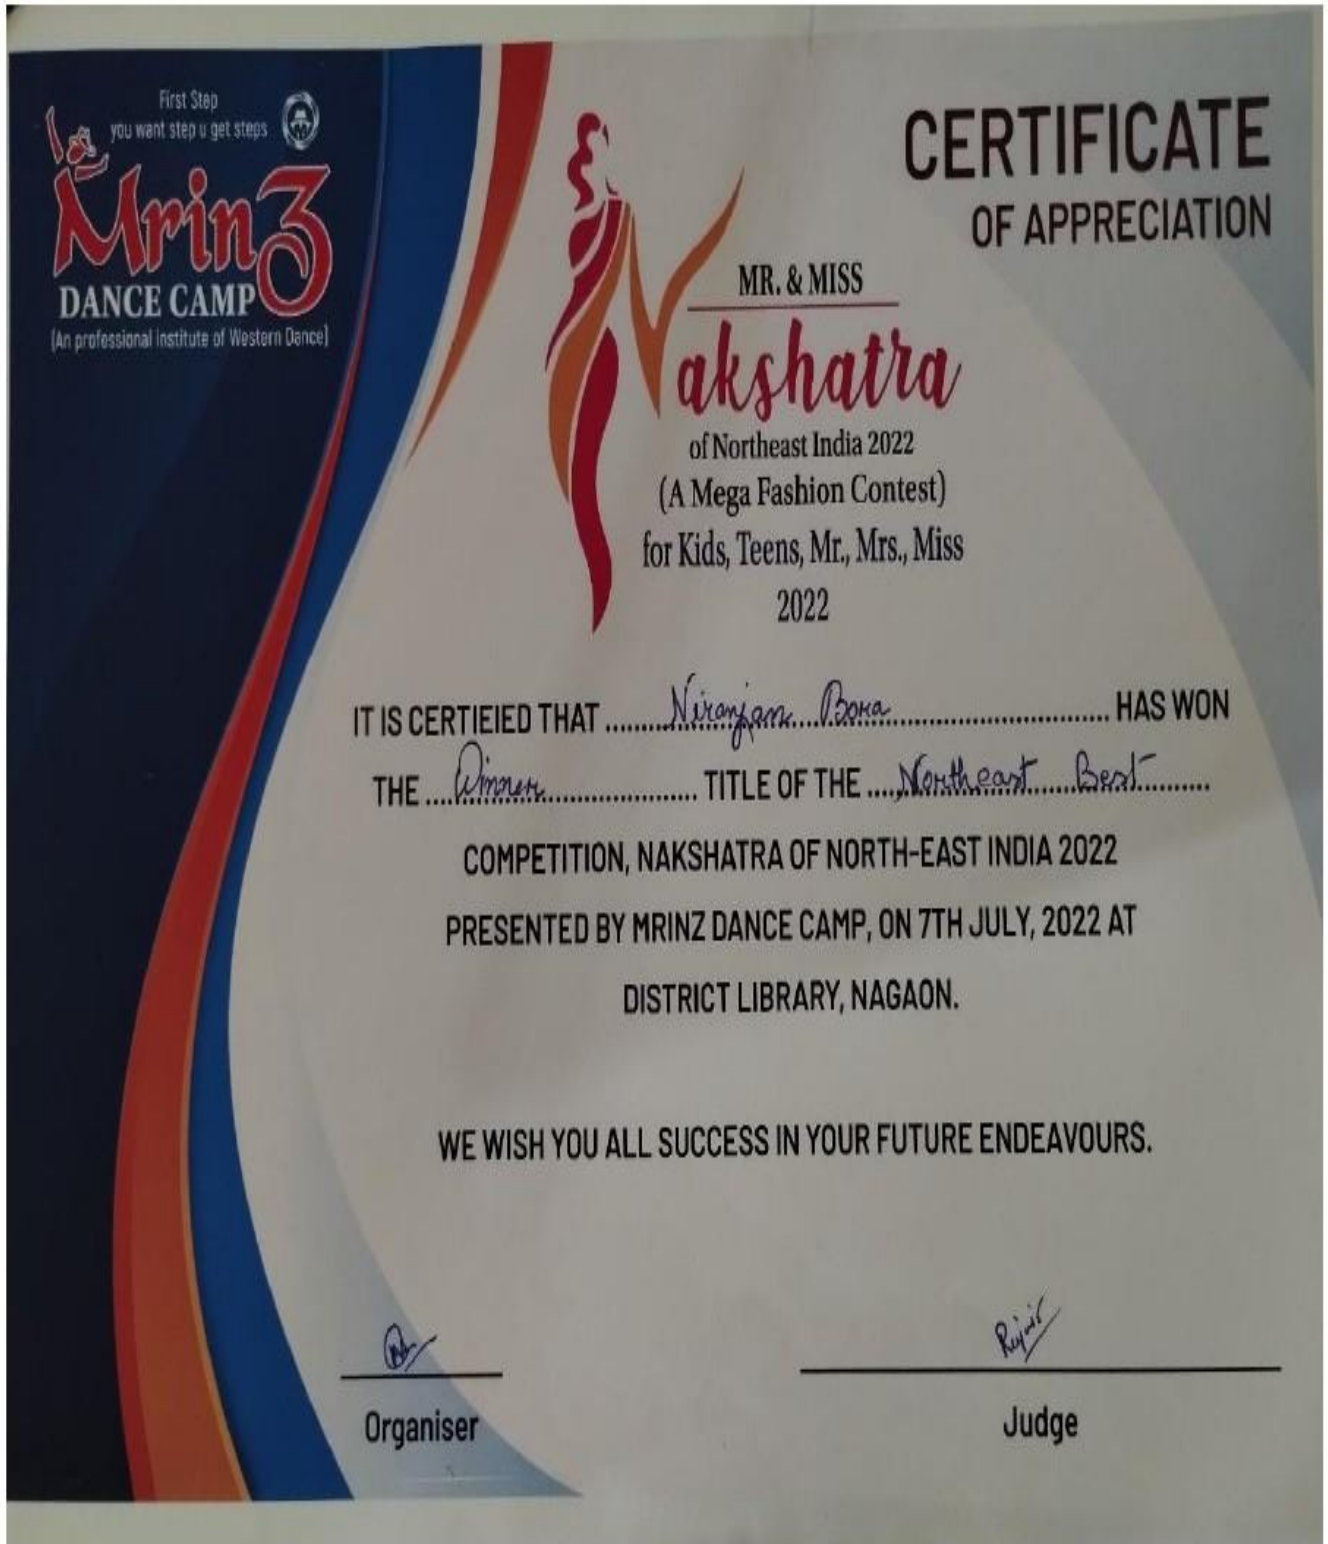 First Step
you want step u get steps
Mrinz
DANCE CAMP
(An professional institute of Western Dance)
CERTIFICATE
OF APPRECIATION
MR. & MISS
Nakshatra
of Northeast India 2022
(A Mega Fashion Contest)
for Kids, Teens, Mr., Mrs., Miss
2022
IT IS CERTIEIED THAT ........Niranjan Bora........ HAS WON
THE ....Winner........ TITLE OF THE .....Northeast Best........
COMPETITION, NAKSHATRA OF NORTH-EAST INDIA 2022
PRESENTED BY MRINZ DANCE CAMP, ON 7TH JULY, 2022 AT
DISTRICT LIBRARY, NAGAON.
WE WISH YOU ALL SUCCESS IN YOUR FUTURE ENDEAVOURS.
Organiser
Judge